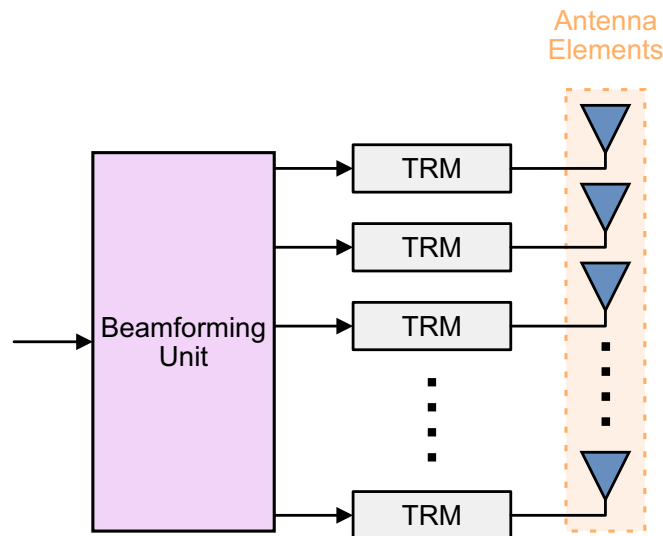 Antenna
Elements
TRM
TRM
Beamforming
Unit
TRM
TRM